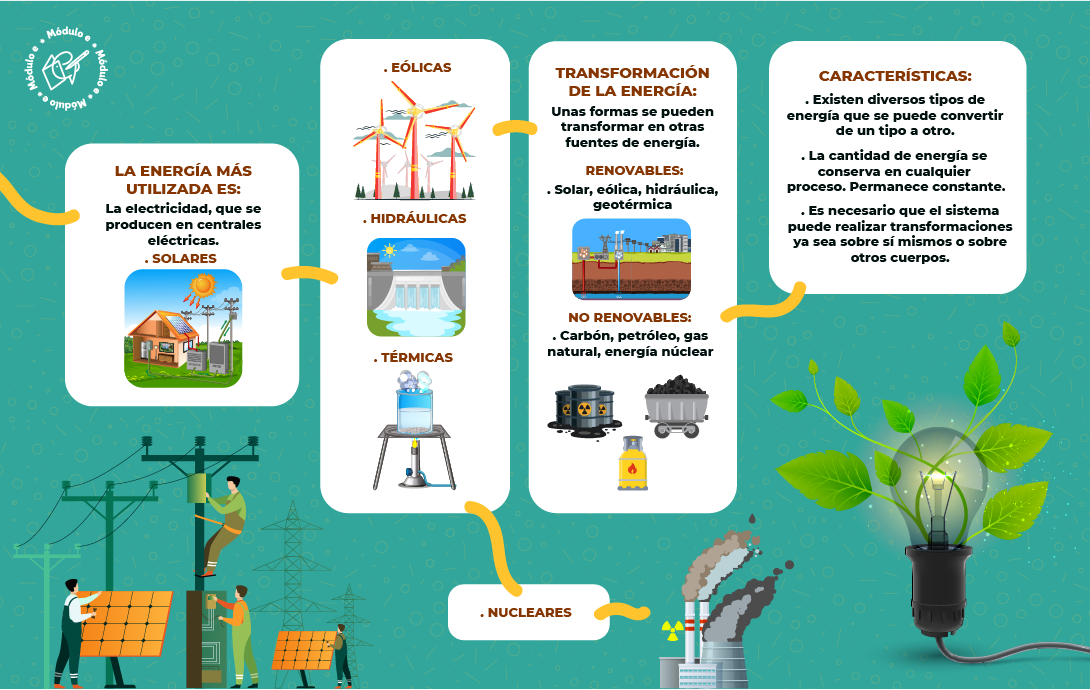 Módulo e • Módulo e • Módulo e • Módulo e •
LA ENERGÍA MÁS
UTILIZADA ES:
La electricidad, que se
producen en centrales
eléctricas.
. SOLARES
. EÓLICAS
. HIDRÁULICAS
. TÉRMICAS
. NUCLEARES
TRANSFORMACIÓN
DE LA ENERGÍA:
Unas formas se pueden
transformar en otras
fuentes de energía.
RENOVABLES:
. Solar, eólica, hidráulica,
geotérmica
NO RENOVABLES:
. Carbón, petróleo, gas
natural, energía núclear
CARACTERÍSTICAS:
. Existen diversos tipos de
energía que se puede convertir
de un tipo a otro.
. La cantidad de energía se
conserva en cualquier
proceso. Permanece constante.
. Es necesario que el sistema
puede realizar transformaciones
ya sea sobre sí mismos o sobre
otros cuerpos.